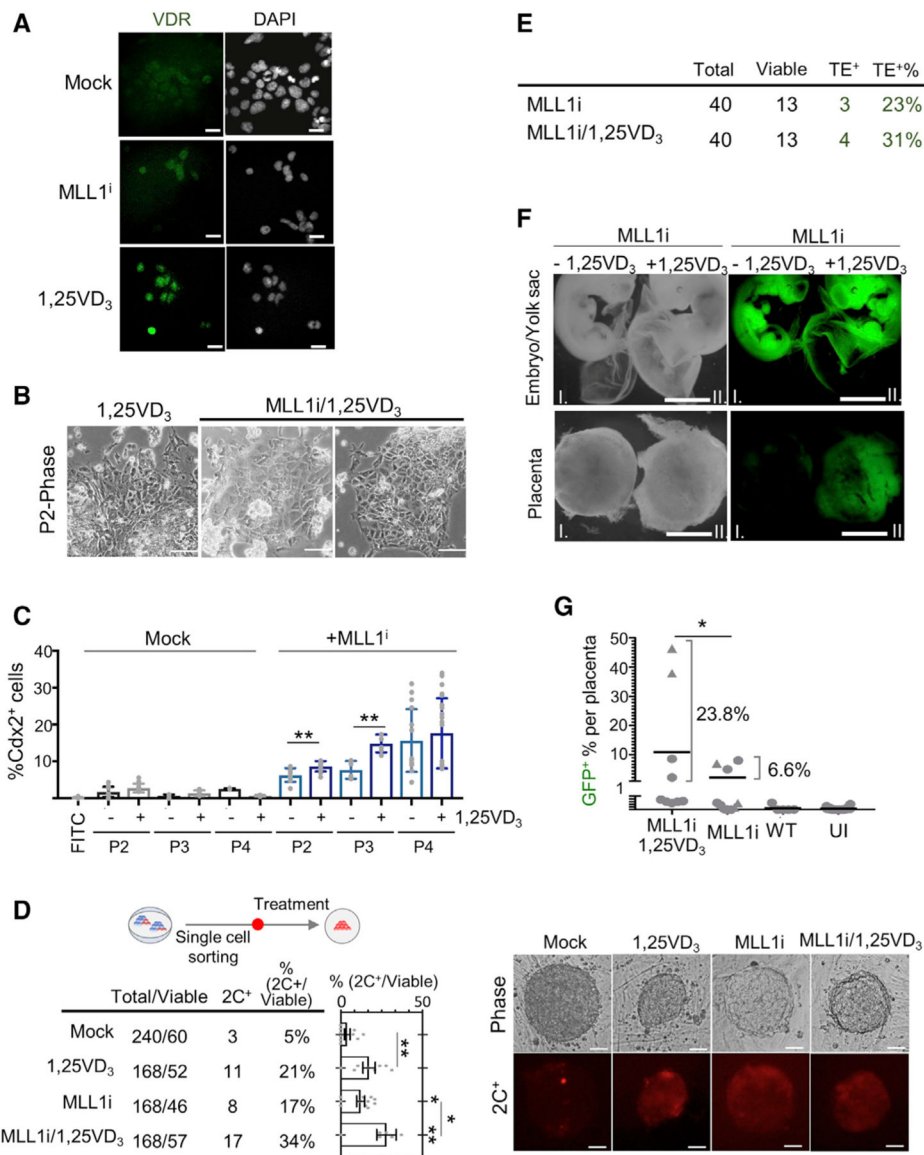 A
VDR DAPI
Mock
MLL1ⁱ
1,25VD₃
B
1,25VD₃ MLL1i/1,25VD₃
P2-Phase
C
Mock +MLL1ⁱ
%Cdx2⁺ cells
40
30
20
10
** **
FITC - + - + - + - + - + - + 1,25VD₃
P2 P3 P4 P2 P3 P4
D
Treatment
Single cell
sorting
Total/Viable 2C⁺ % (2C+/Viable) % (2C⁺/Viable)
0 50
Mock 240/60 3 5%
1,25VD₃ 168/52 11 21%
MLL1i 168/46 8 17%
MLL1i/1,25VD₃ 168/57 17 34%
** * ** *
Mock 1,25VD₃ MLL1i MLL1i/1,25VD₃
Phase
2C⁺
E
Total Viable TE⁺ TE⁺%
MLL1i 40 13 3 23%
MLL1i/1,25VD₃ 40 13 4 31%
F
MLL1i MLL1i
- 1,25VD₃ +1,25VD₃ - 1,25VD₃ +1,25VD₃
Embryo/Yolk sac
I. II. I. II.
Placenta
I. II. I. II.
G
*
GFP⁺ % per placenta
50
40
30
20
10
1
0
23.8%
6.6%
MLL1i 1,25VD₃ MLL1i WT UI